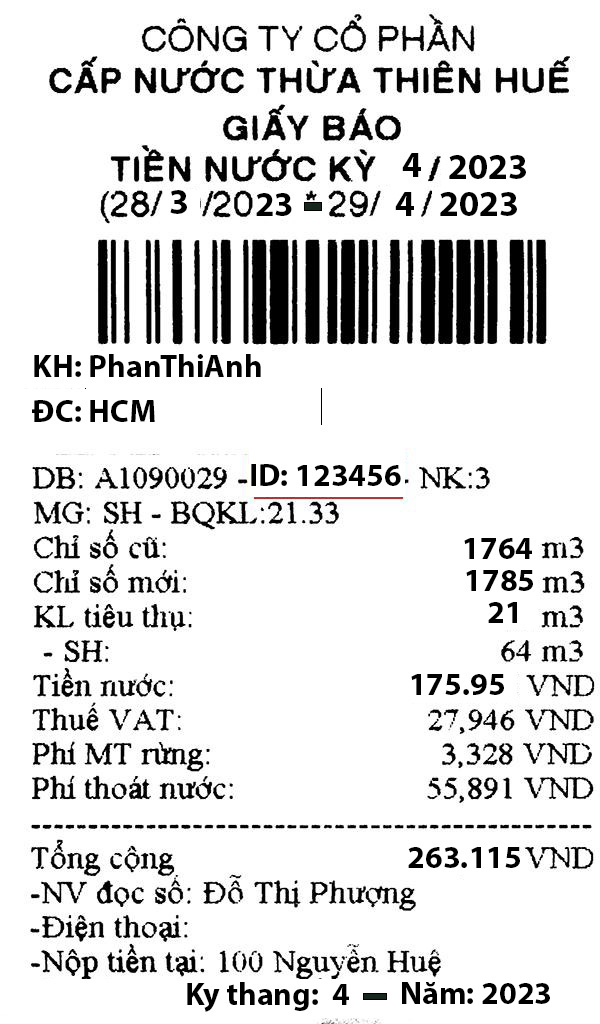 CÔNG TY CỔ PHẦN
CẤP NƯỚC THỪA THIÊN HUẾ
GIẤY BÁO
TIỀN NƯỚC KỲ 4 / 2023
(28/ 3 /2023 - 29/ 4 / 2023
KH: PhanThiAnh
ĐC: HCM
DB: A1090029 -ID: 123456. NK:3
MG: SH - BQKL:21.33
Chỉ số cũ: 1764 m3
Chỉ số mới: 1785 m3
KL tiêu thụ: 21 m3
- SH: 64 m3
Tiền nước: 175.95 VND
Thuế VAT: 27,946 VND
Phí MT rừng: 3,328 VND
Phí thoát nước: 55,891 VND
Tổng cộng 263.115 VND
-NV đọc số: Đỗ Thị Phượng
-Điện thoại:
-Nộp tiền tại: 100 Nguyễn Huệ
Ky thang: 4 - Năm: 2023